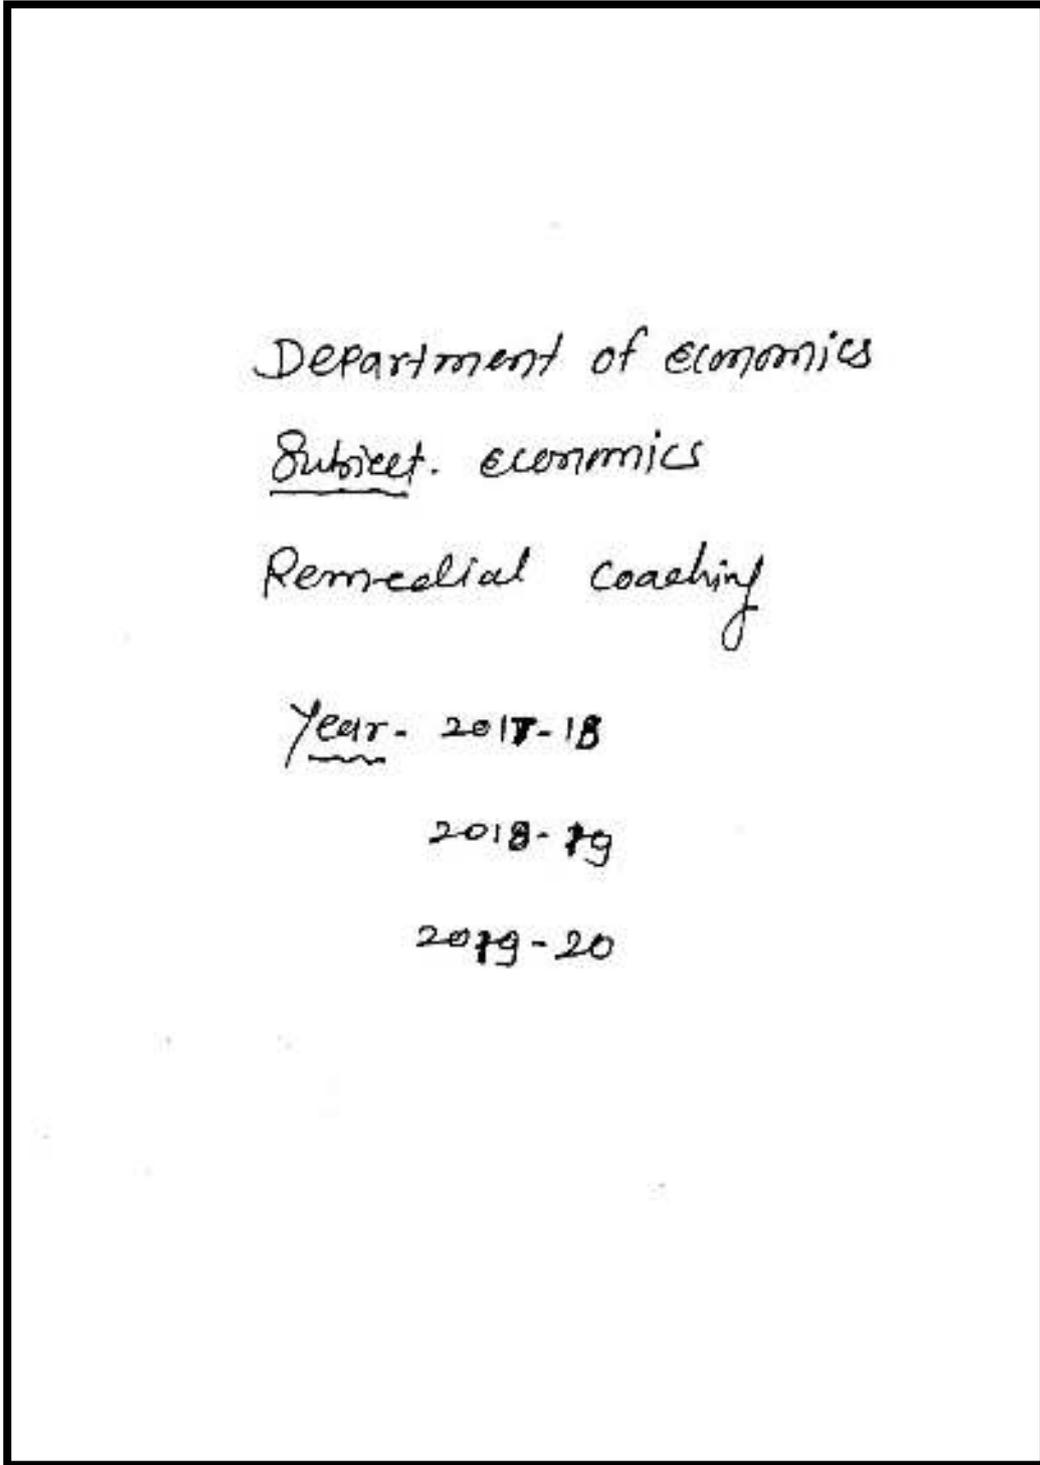 Department of economics
Subject. economics
Remedial coaching
Year- 2017-18
2018-19
2019-20